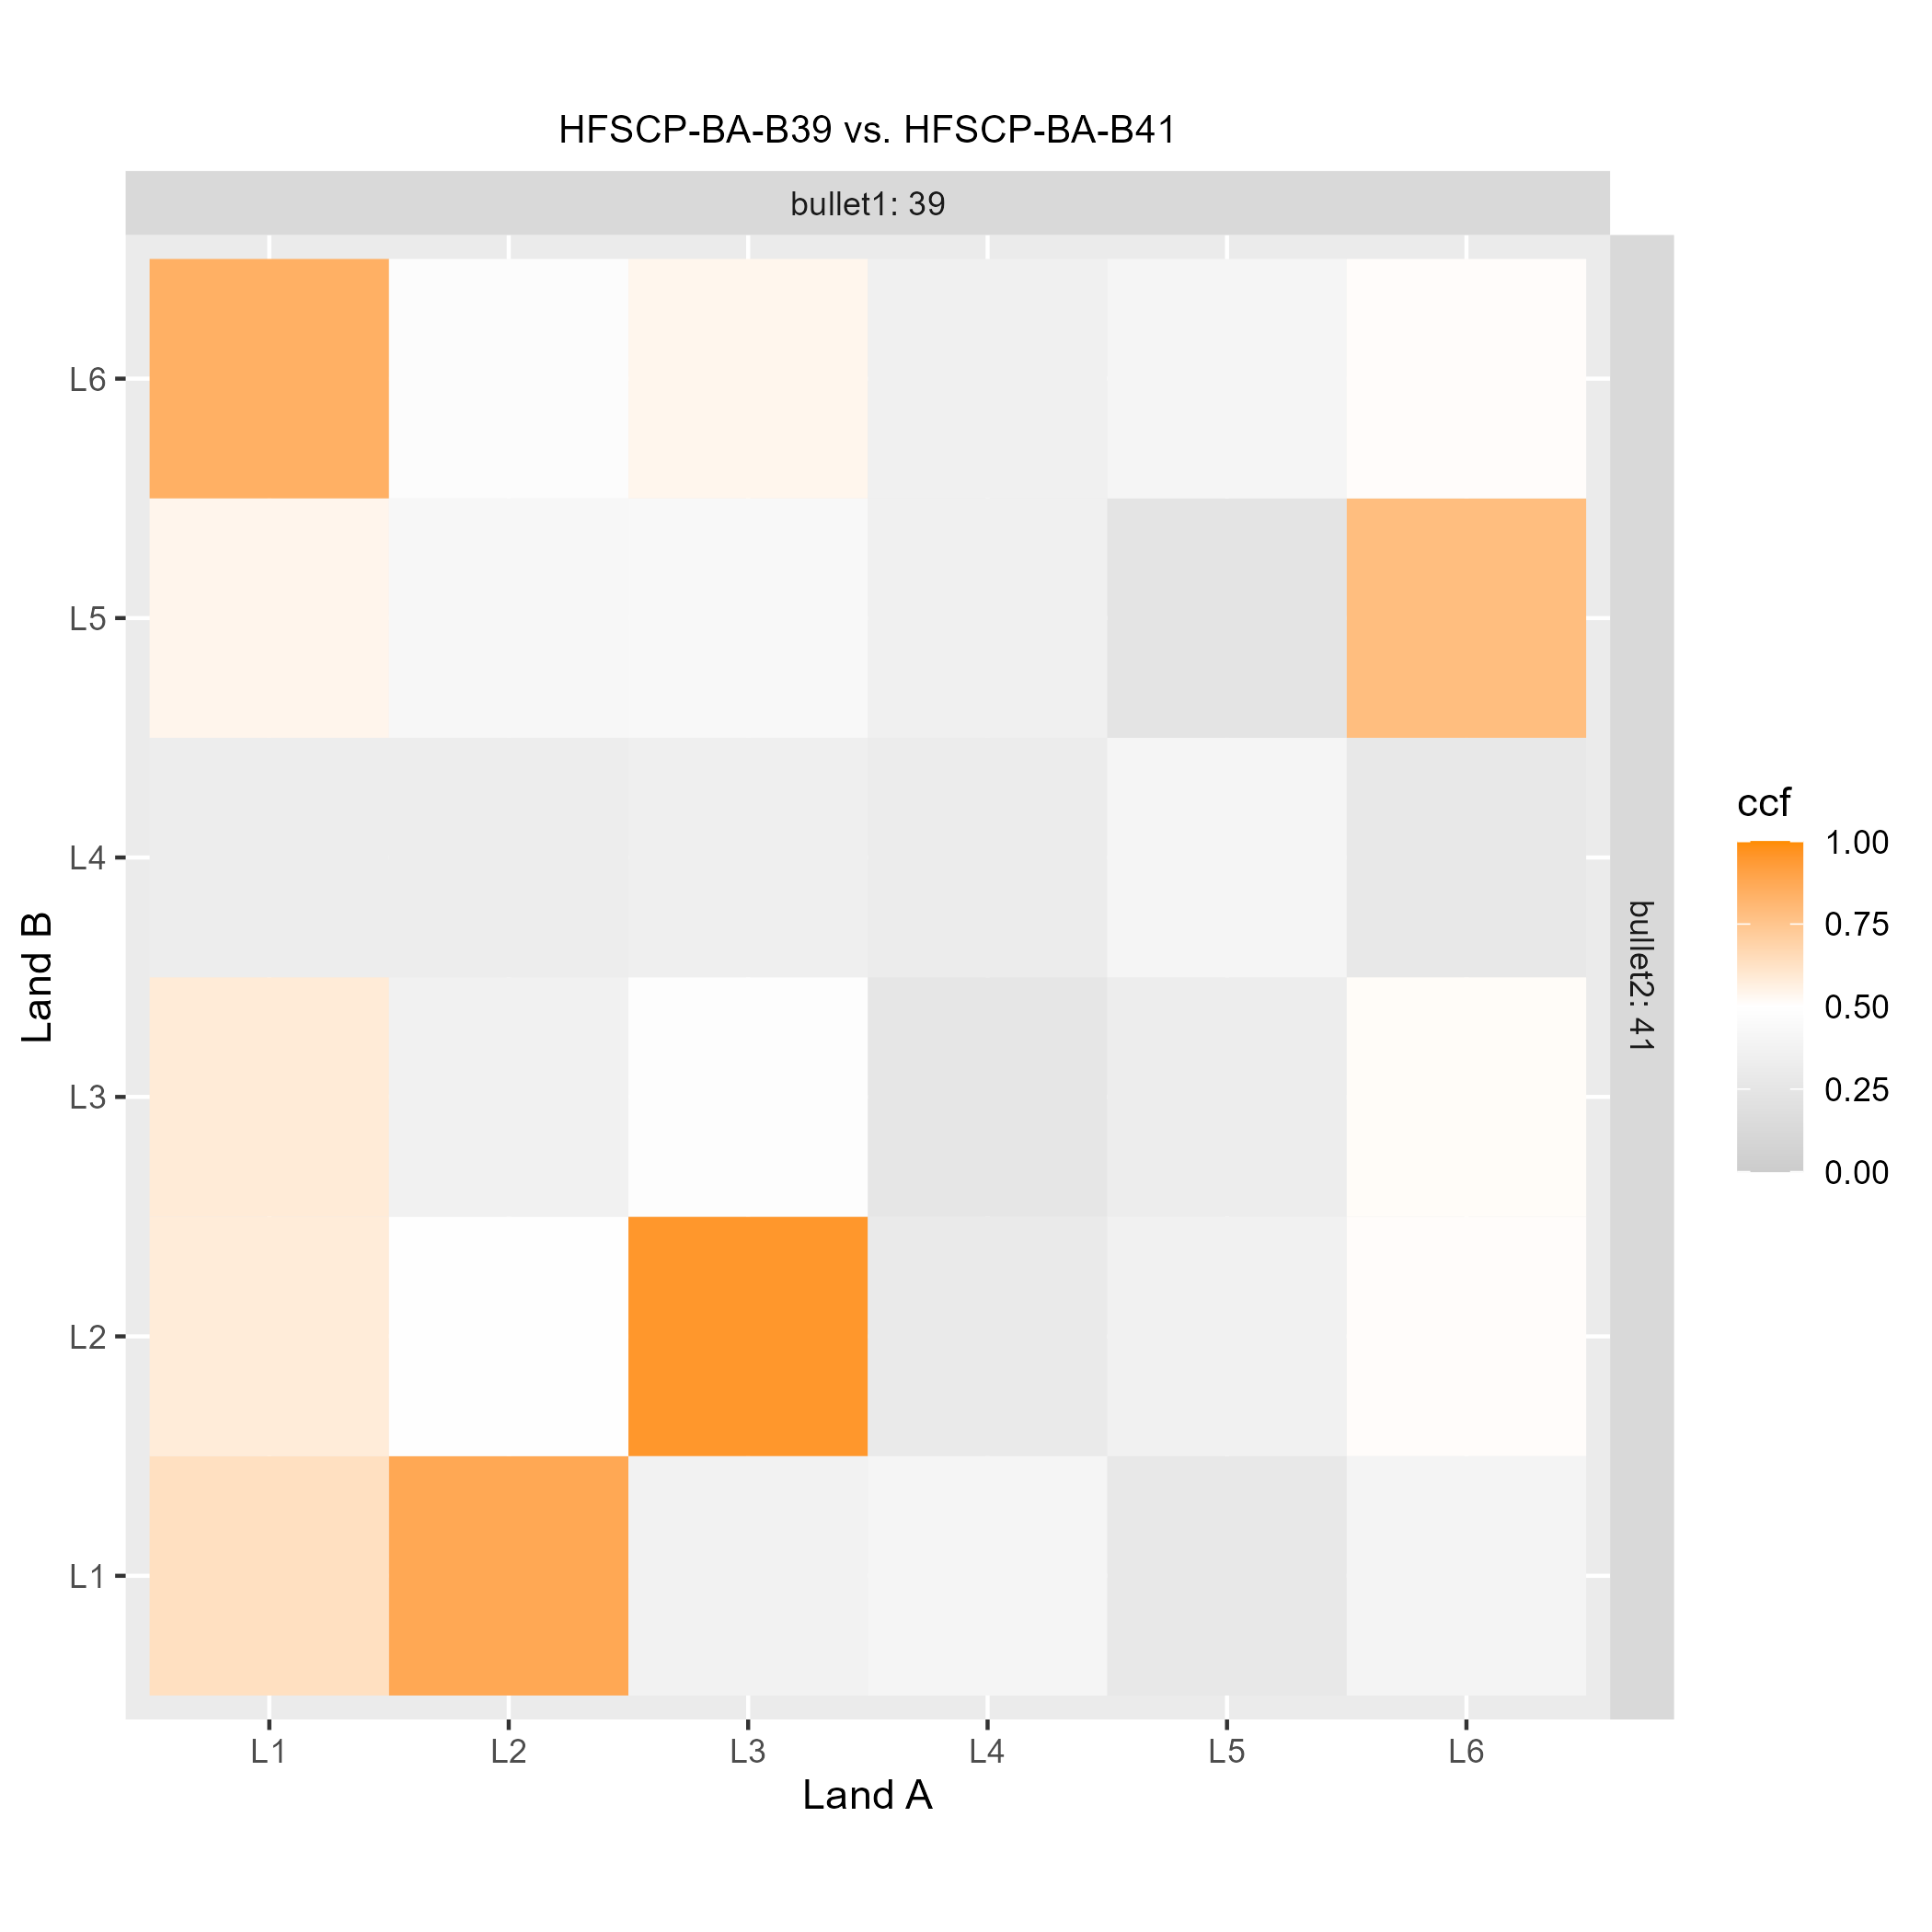 HFSCP-BA-B39 vs. HFSCP-BA-B41
bullet1: 39
L6
L5
L4
L3
L2
L1
Land B
bullet2: 41
L1 L2 L3 L4 L5 L6
Land A
ccf
1.00
0.75
0.50
0.25
0.00